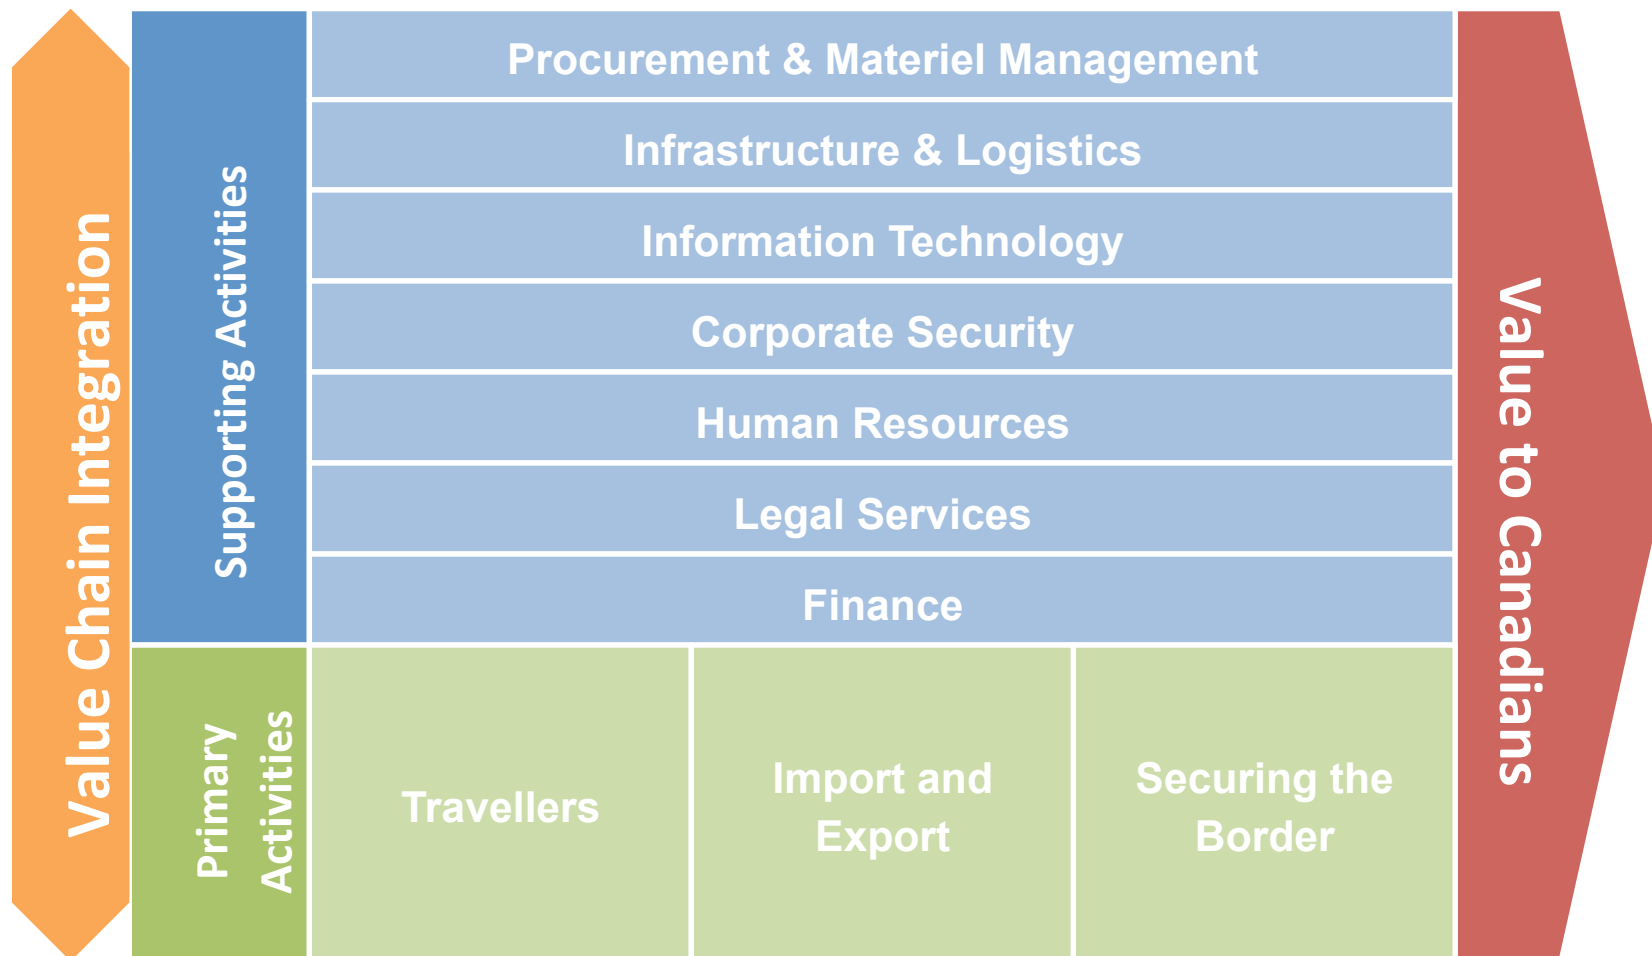 Value Chain Integration
Supporting Activities
Procurement & Materiel Management
Infrastructure & Logistics
Information Technology
Corporate Security
Human Resources
Legal Services
Finance
Primary
Activities
Travellers
Import and
Export
Securing the
Border
Value to Canadians